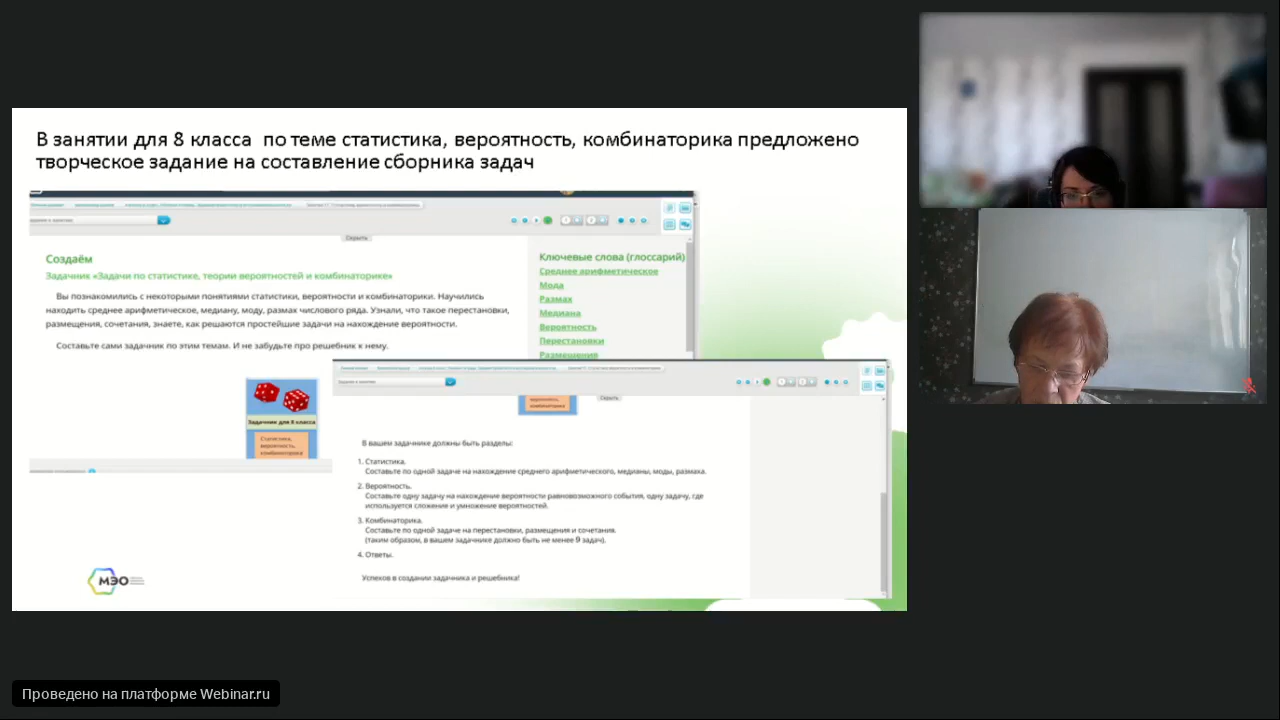 В занятии для 8 класса по теме статистика, вероятность, комбинаторика предложено
творческое задание на составление сборника задач
Скрыть
Создаём
Задачник «Задачи по статистике, теории вероятностей и комбинаторике»
Вы познакомились с некоторыми понятиями статистики, вероятности и комбинаторики. Научились
находить среднее арифметическое, медиану, моду, размах числового ряда. Узнали, что такое перестановки,
размещения, сочетания, знаете, как решаются простейшие задачи на нахождение вероятности.
Составьте сами задачник по этим темам. И не забудьте про решебник к нему.
Ключевые слова (глоссарий)
Среднее арифметическое
Мода
Размах
Медиана
Вероятность
Перестановки
Размещения
Задачник для 8 класса
Статистика,
вероятность,
комбинаторика
комбинаторика
Скрыть
В вашем задачнике должны быть разделы:
1. Статистика.
Составьте по одной задаче на нахождение среднего арифметического, медианы, моды, размаха.
2. Вероятность.
Составьте одну задачу на нахождение вероятности равновозможного события, одну задачу, где
используется сложения и умножение вероятностей.
3. Комбинаторика.
Составьте по одной задаче на перестановки, размещения и сочетания.
(таким образом, в вашем задачнике должно быть не менее 9 задач).
4. Ответы.
Успехов в создании задачника и решебника!
МЭО
Проведено на платформе Webinar.ru